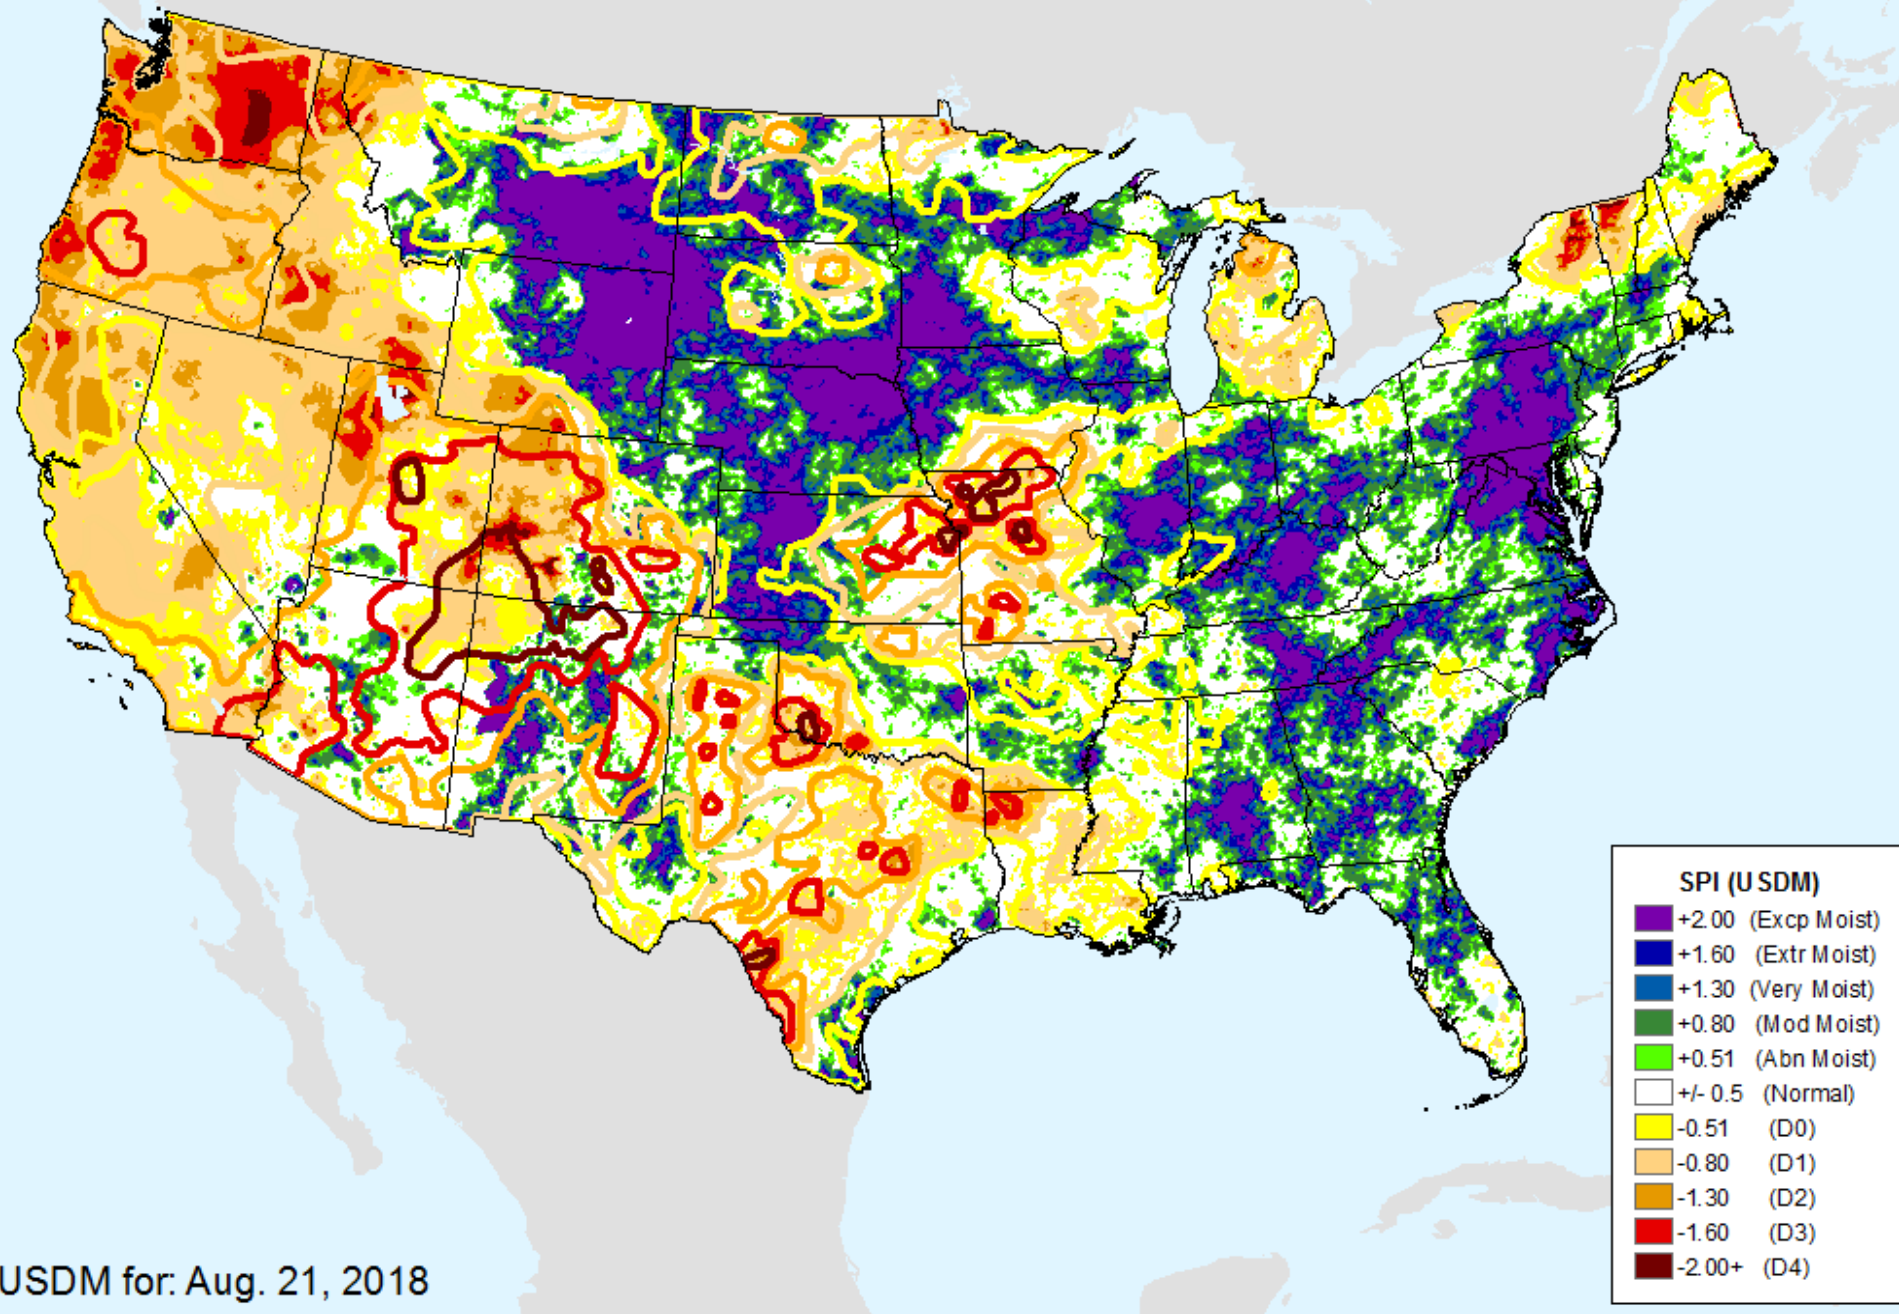 SPI (USDM)
+2.00 (Excp Moist)
+1.60 (Extr Moist)
+1.30 (Very Moist)
+0.80 (Mod Moist)
+0.51 (Abn Moist)
+/- 0.5 (Normal)
-0.51 (D0)
-0.80 (D1)
-1.30 (D2)
-1.60 (D3)
-2.00+ (D4)
USDM for: Aug. 21, 2018